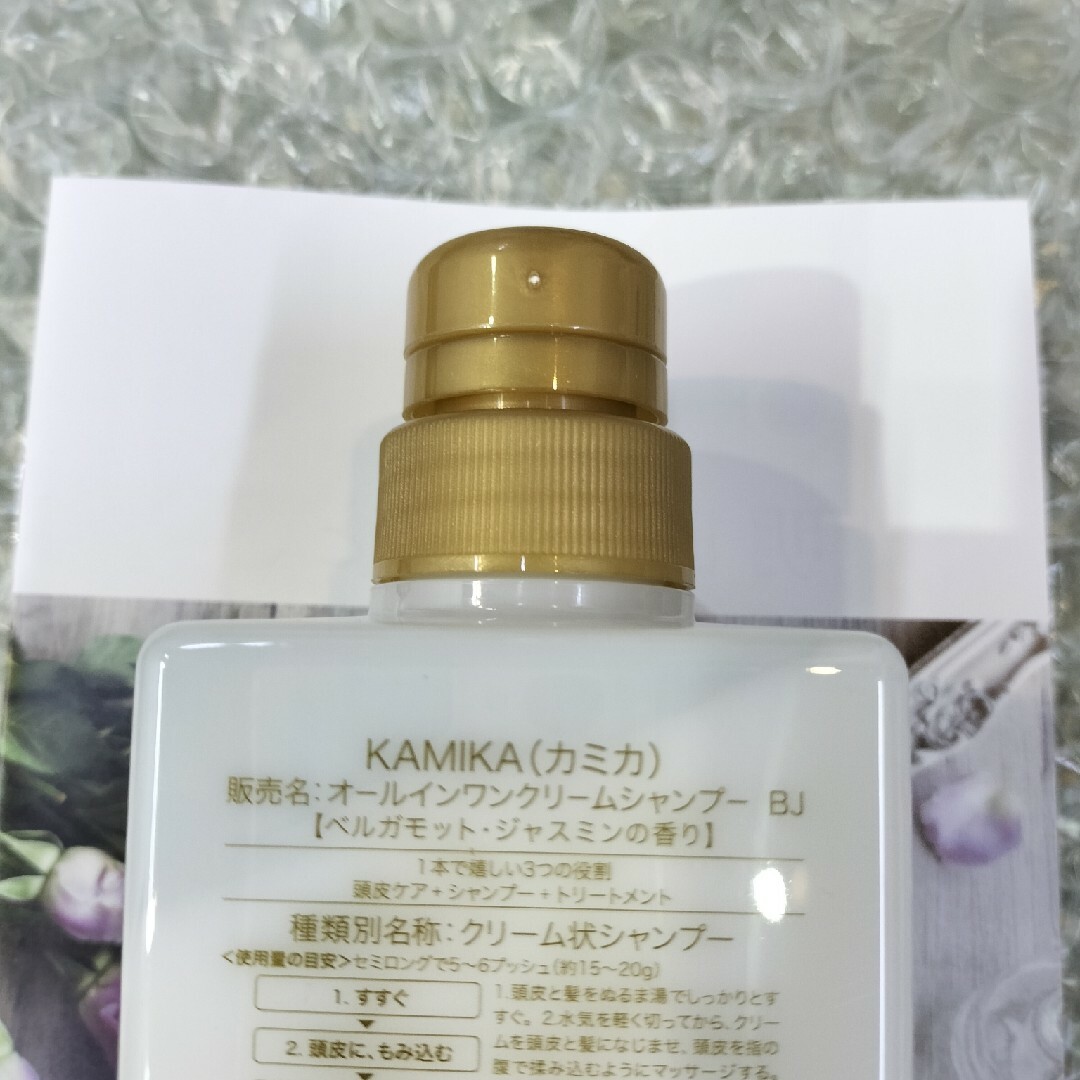 KAMIKA(カミカ)
販売名:オールインワンクリームシャンプー BJ
【ベルガモット・ジャスミンの香り】
1本で嬉しい3つの役割
頭皮ケア+シャンプー+トリートメント
種類別名称:クリーム状シャンプー
<使用量の目安>セミロングで5~6プッシュ(約15~20g)
1. すすぐ
2. 頭皮に、もみ込む
1.頭皮と髪をぬるま湯でしっかりとす
すぐ。2.水気を軽く切ってから、クリー
ムを頭皮と髪になじませ、頭皮を指の
腹で揉み込むようにマッサージする。